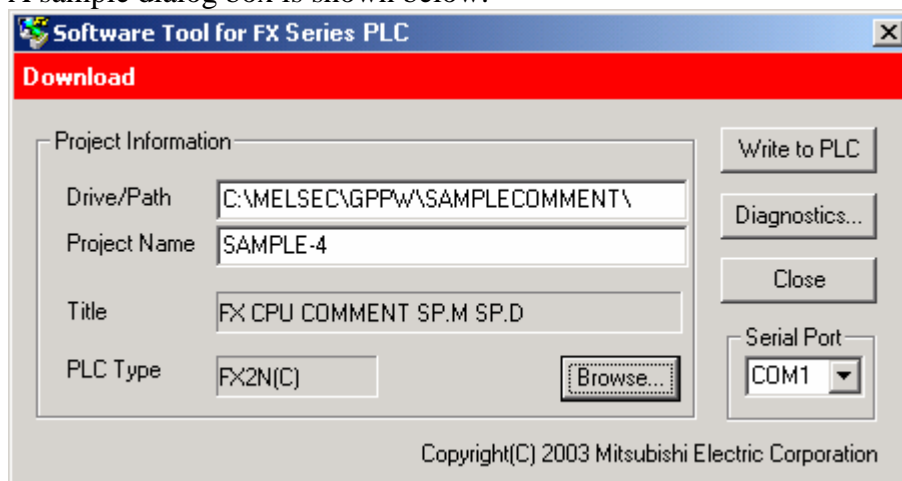 A sample dialog box is shown below.
Software Tool for FX Series PLC
Download
Project Information
Drive/Path C:\MELSEC\GPPW\SAMPLECOMMENT\
Project Name SAMPLE-4
Title FX CPU COMMENT SP.M SP.D
PLC Type FX2N(C) Browse...
Write to PLC
Diagnostics...
Close
Serial Port
COM1
Copyright(C) 2003 Mitsubishi Electric Corporation